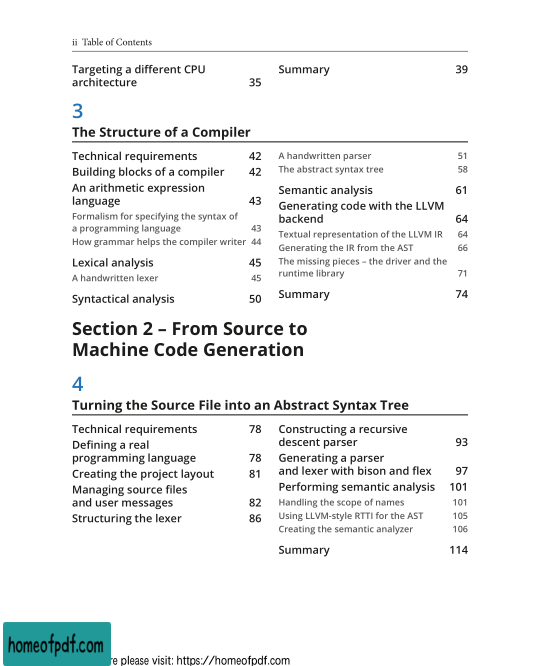 ii Table of Contents
Targeting a different CPU
architecture 35
Summary 39
3
The Structure of a Compiler
Technical requirements 42
Building blocks of a compiler 42
An arithmetic expression
language 43
Formalism for specifying the syntax of
a programming language 43
How grammar helps the compiler writer 44
Lexical analysis 45
A handwritten lexer 45
Syntactical analysis 50
A handwritten parser 51
The abstract syntax tree 58
Semantic analysis 61
Generating code with the LLVM
backend 64
Textual representation of the LLVM IR 64
Generating the IR from the AST 66
The missing pieces – the driver and the
runtime library 71
Summary 74
Section 2 – From Source to
Machine Code Generation
4
Turning the Source File into an Abstract Syntax Tree
Technical requirements 78
Defining a real
programming language 78
Creating the project layout 81
Managing source files
and user messages 82
Structuring the lexer 86
Constructing a recursive
descent parser 93
Generating a parser
and lexer with bison and flex 97
Performing semantic analysis 101
Handling the scope of names 101
Using LLVM-style RTTI for the AST 105
Creating the semantic analyzer 106
Summary 114
homeofpdf.com
re please visit: https://homeofpdf.com